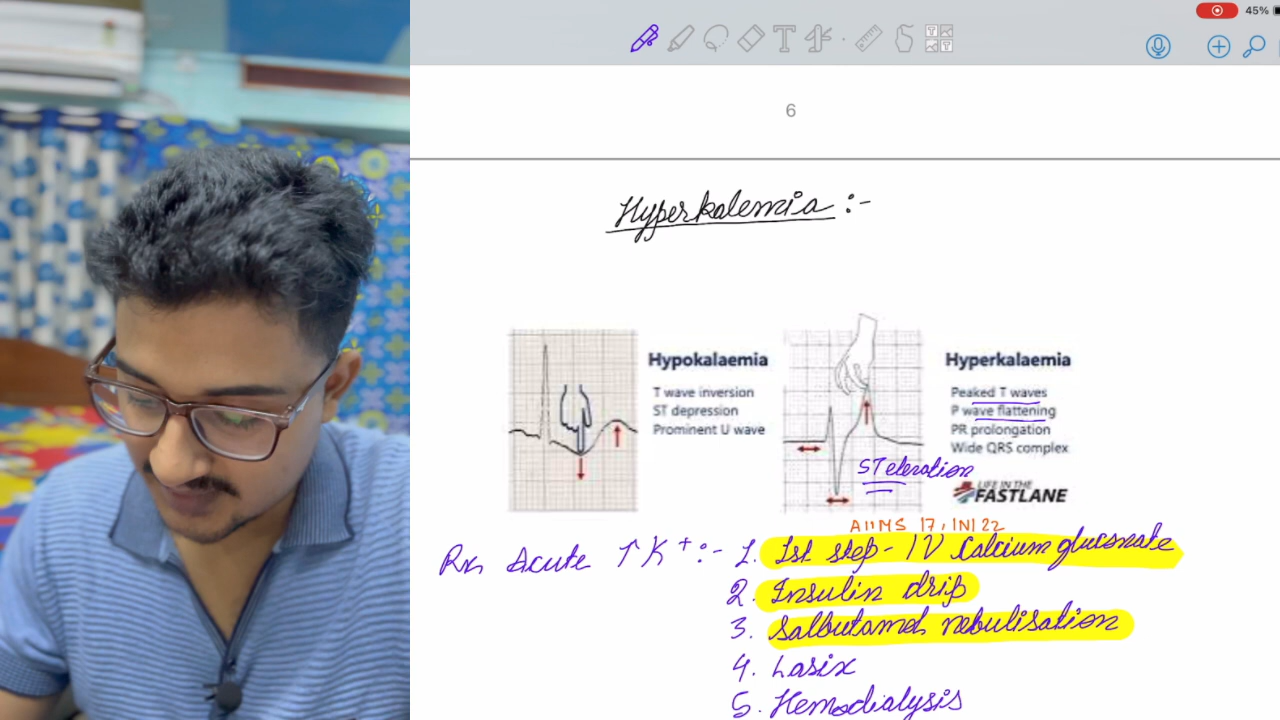 45%
6
Hyperkalemia :-
Hypokalaemia
T wave inversion
ST depression
Prominent U wave
Hyperkalaemia
Peaked T waves
P wave flattening
PR prolongation
Wide QRS complex
ST elevation
LIFE IN THE
FASTLANE
AIIMS 17, INI 22
Rx Acute ↑K+ :- 1. 1st step - IV Calcium gluconate
2. Insulin drip
3. Salbutamol nebulisation
4. Lasix
5. Hemodialysis